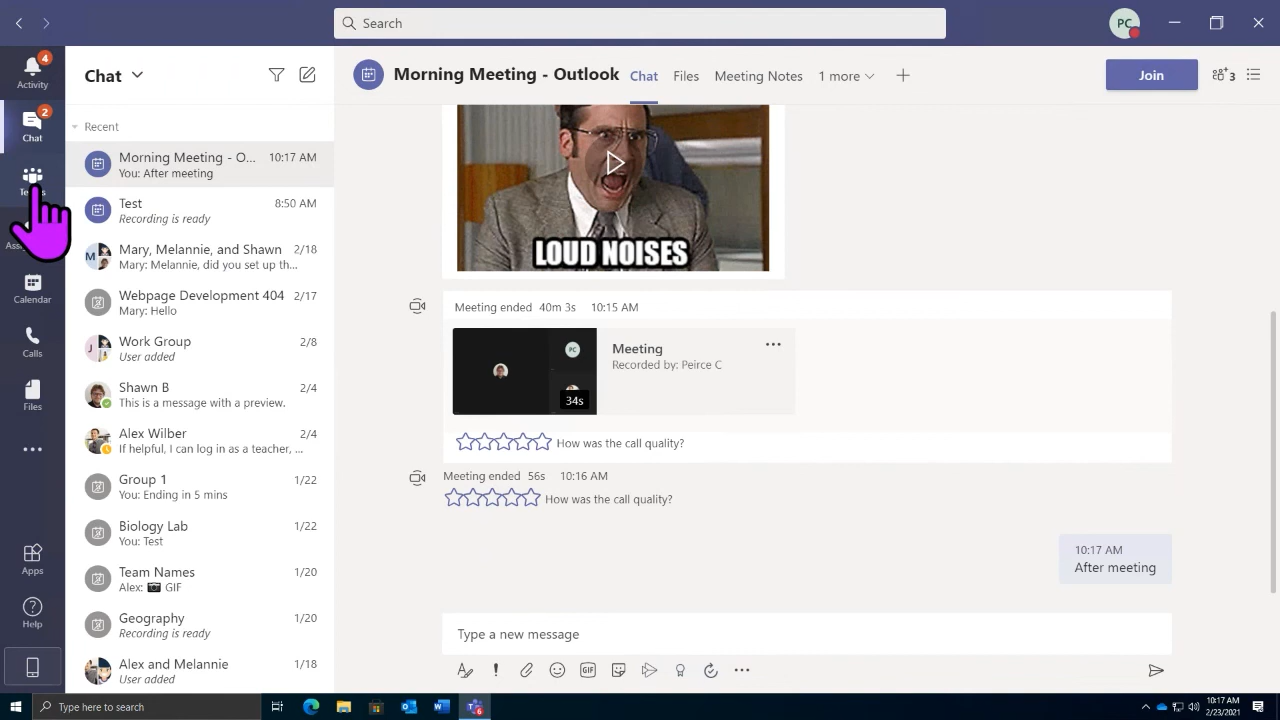 Search
PC
4
Activity
2
Chat
Calendar
Calls
Files
Apps
Help
Chat
Recent
Morning Meeting - O... 10:17 AM
You: After meeting
Test 8:50 AM
Recording is ready
M
Mary, Melannie, and Shawn 2/18
Mary: Melannie, did you set up th...
Webpage Development 404 2/17
Mary: Hello
J
Work Group 2/8
User added
Shawn B 2/4
This is a message with a preview.
Alex Wilber 2/4
If helpful, I can log in as a teacher, ...
Group 1 1/22
You: Ending in 5 mins
Biology Lab 1/22
You: Test
Team Names 1/20
Alex: 📷 GIF
Geography 1/20
Recording is ready
Alex and Melannie 1/18
User added
Morning Meeting - Outlook Chat Files Meeting Notes 1 more
Join
3
LOUD NOISES
Meeting ended 40m 3s 10:15 AM
PC
34s
Meeting
Recorded by: Peirce C
How was the call quality?
Meeting ended 56s 10:16 AM
How was the call quality?
10:17 AM
After meeting
Type a new message
GIF
Type here to search
6
10:17 AM
2/23/2021